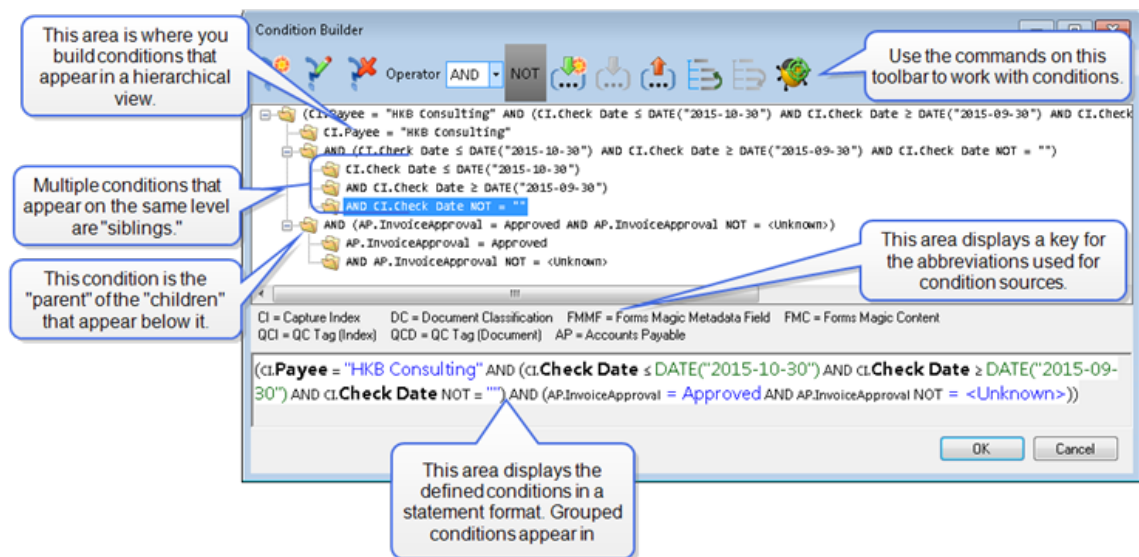 This area is where you
build conditions that
appear in a hierarchical
view.
Condition Builder
Operator AND NOT
Use the commands on this
toolbar to work with conditions.
(CI.Payee = "HKB Consulting" AND (CI.Check Date ≤ DATE("2015-10-30") AND CI.Check Date ≥ DATE("2015-09-30") AND CI.Check
CI.Payee = "HKB Consulting"
AND (CI.Check Date ≤ DATE("2015-10-30") AND CI.Check Date ≥ DATE("2015-09-30") AND CI.Check Date NOT = "")
CI.Check Date ≤ DATE("2015-10-30")
AND CI.Check Date ≥ DATE("2015-09-30")
AND CI.Check Date NOT = ""
AND (AP.InvoiceApproval = Approved AND AP.InvoiceApproval NOT = <Unknown>)
AP.InvoiceApproval = Approved
AND AP.InvoiceApproval NOT = <Unknown>
Multiple conditions that
appear on the same level
are "siblings."
This condition is the
"parent" of the "children"
that appear below it.
This area displays a key for
the abbreviations used for
condition sources.
CI = Capture Index DC = Document Classification FMMF = Forms Magic Metadata Field FMC = Forms Magic Content
QCI = QC Tag (Index) QCD = QC Tag (Document) AP = Accounts Payable
(CI.Payee = "HKB Consulting" AND (CI.Check Date ≤ DATE("2015-10-30") AND CI.Check Date ≥ DATE("2015-09-
30") AND CI.Check Date NOT = "") AND (AP.InvoiceApproval = Approved AND AP.InvoiceApproval NOT = <Unknown>))
OK Cancel
This area displays the
defined conditions in a
statement format. Grouped
conditions appear in